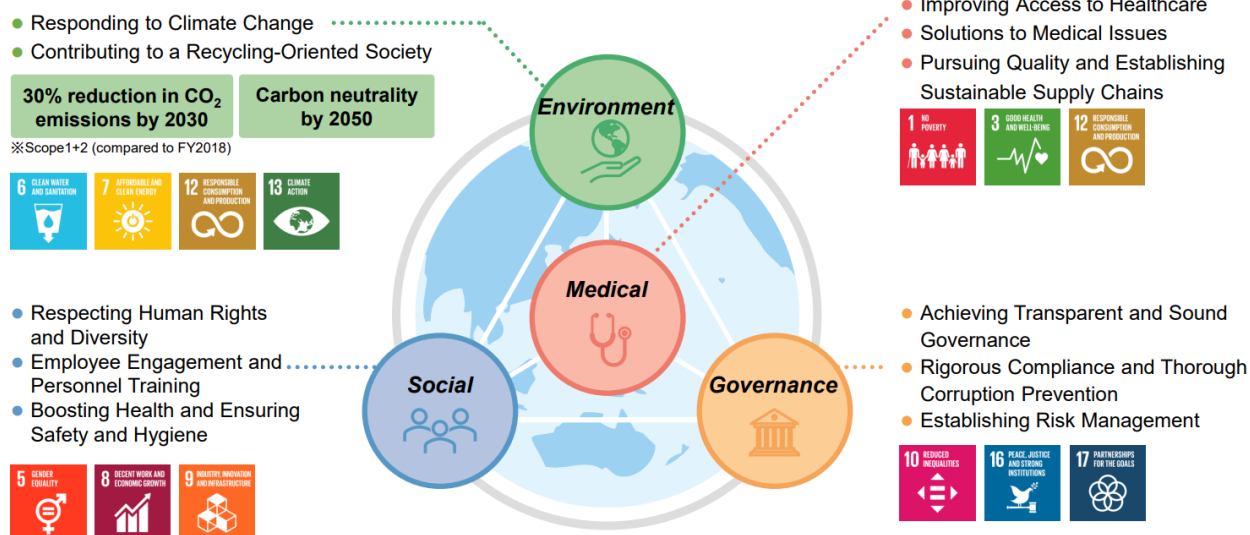 ● Responding to Climate Change
● Contributing to a Recycling-Oriented Society
30% reduction in CO₂
emissions by 2030
Carbon neutrality
by 2050
※Scope1+2 (compared to FY2018)
6 CLEAN WATER
AND SANITATION
7 AFFORDABLE AND
CLEAN ENERGY
12 RESPONSIBLE
CONSUMPTION
AND PRODUCTION
13 CLIMATE
ACTION
Environment
● Improving Access to Healthcare
● Solutions to Medical Issues
● Pursuing Quality and Establishing
Sustainable Supply Chains
1 NO
POVERTY
3 GOOD HEALTH
AND WELL-BEING
12 RESPONSIBLE
CONSUMPTION
AND PRODUCTION
Medical
● Respecting Human Rights
and Diversity
● Employee Engagement and
Personnel Training
● Boosting Health and Ensuring
Safety and Hygiene
5 GENDER
EQUALITY
8 DECENT WORK AND
ECONOMIC GROWTH
9 INDUSTRY, INNOVATION
AND INFRASTRUCTURE
Social
Governance
● Achieving Transparent and Sound
Governance
● Rigorous Compliance and Thorough
Corruption Prevention
● Establishing Risk Management
10 REDUCED
INEQUALITIES
16 PEACE, JUSTICE
AND STRONG
INSTITUTIONS
17 PARTNERSHIPS
FOR THE GOALS